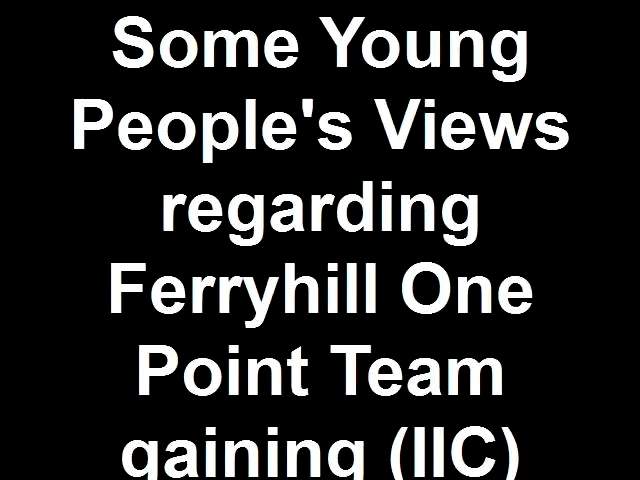 Some Young
People's Views
regarding
Ferryhill One
Point Team
gaining (IIC)